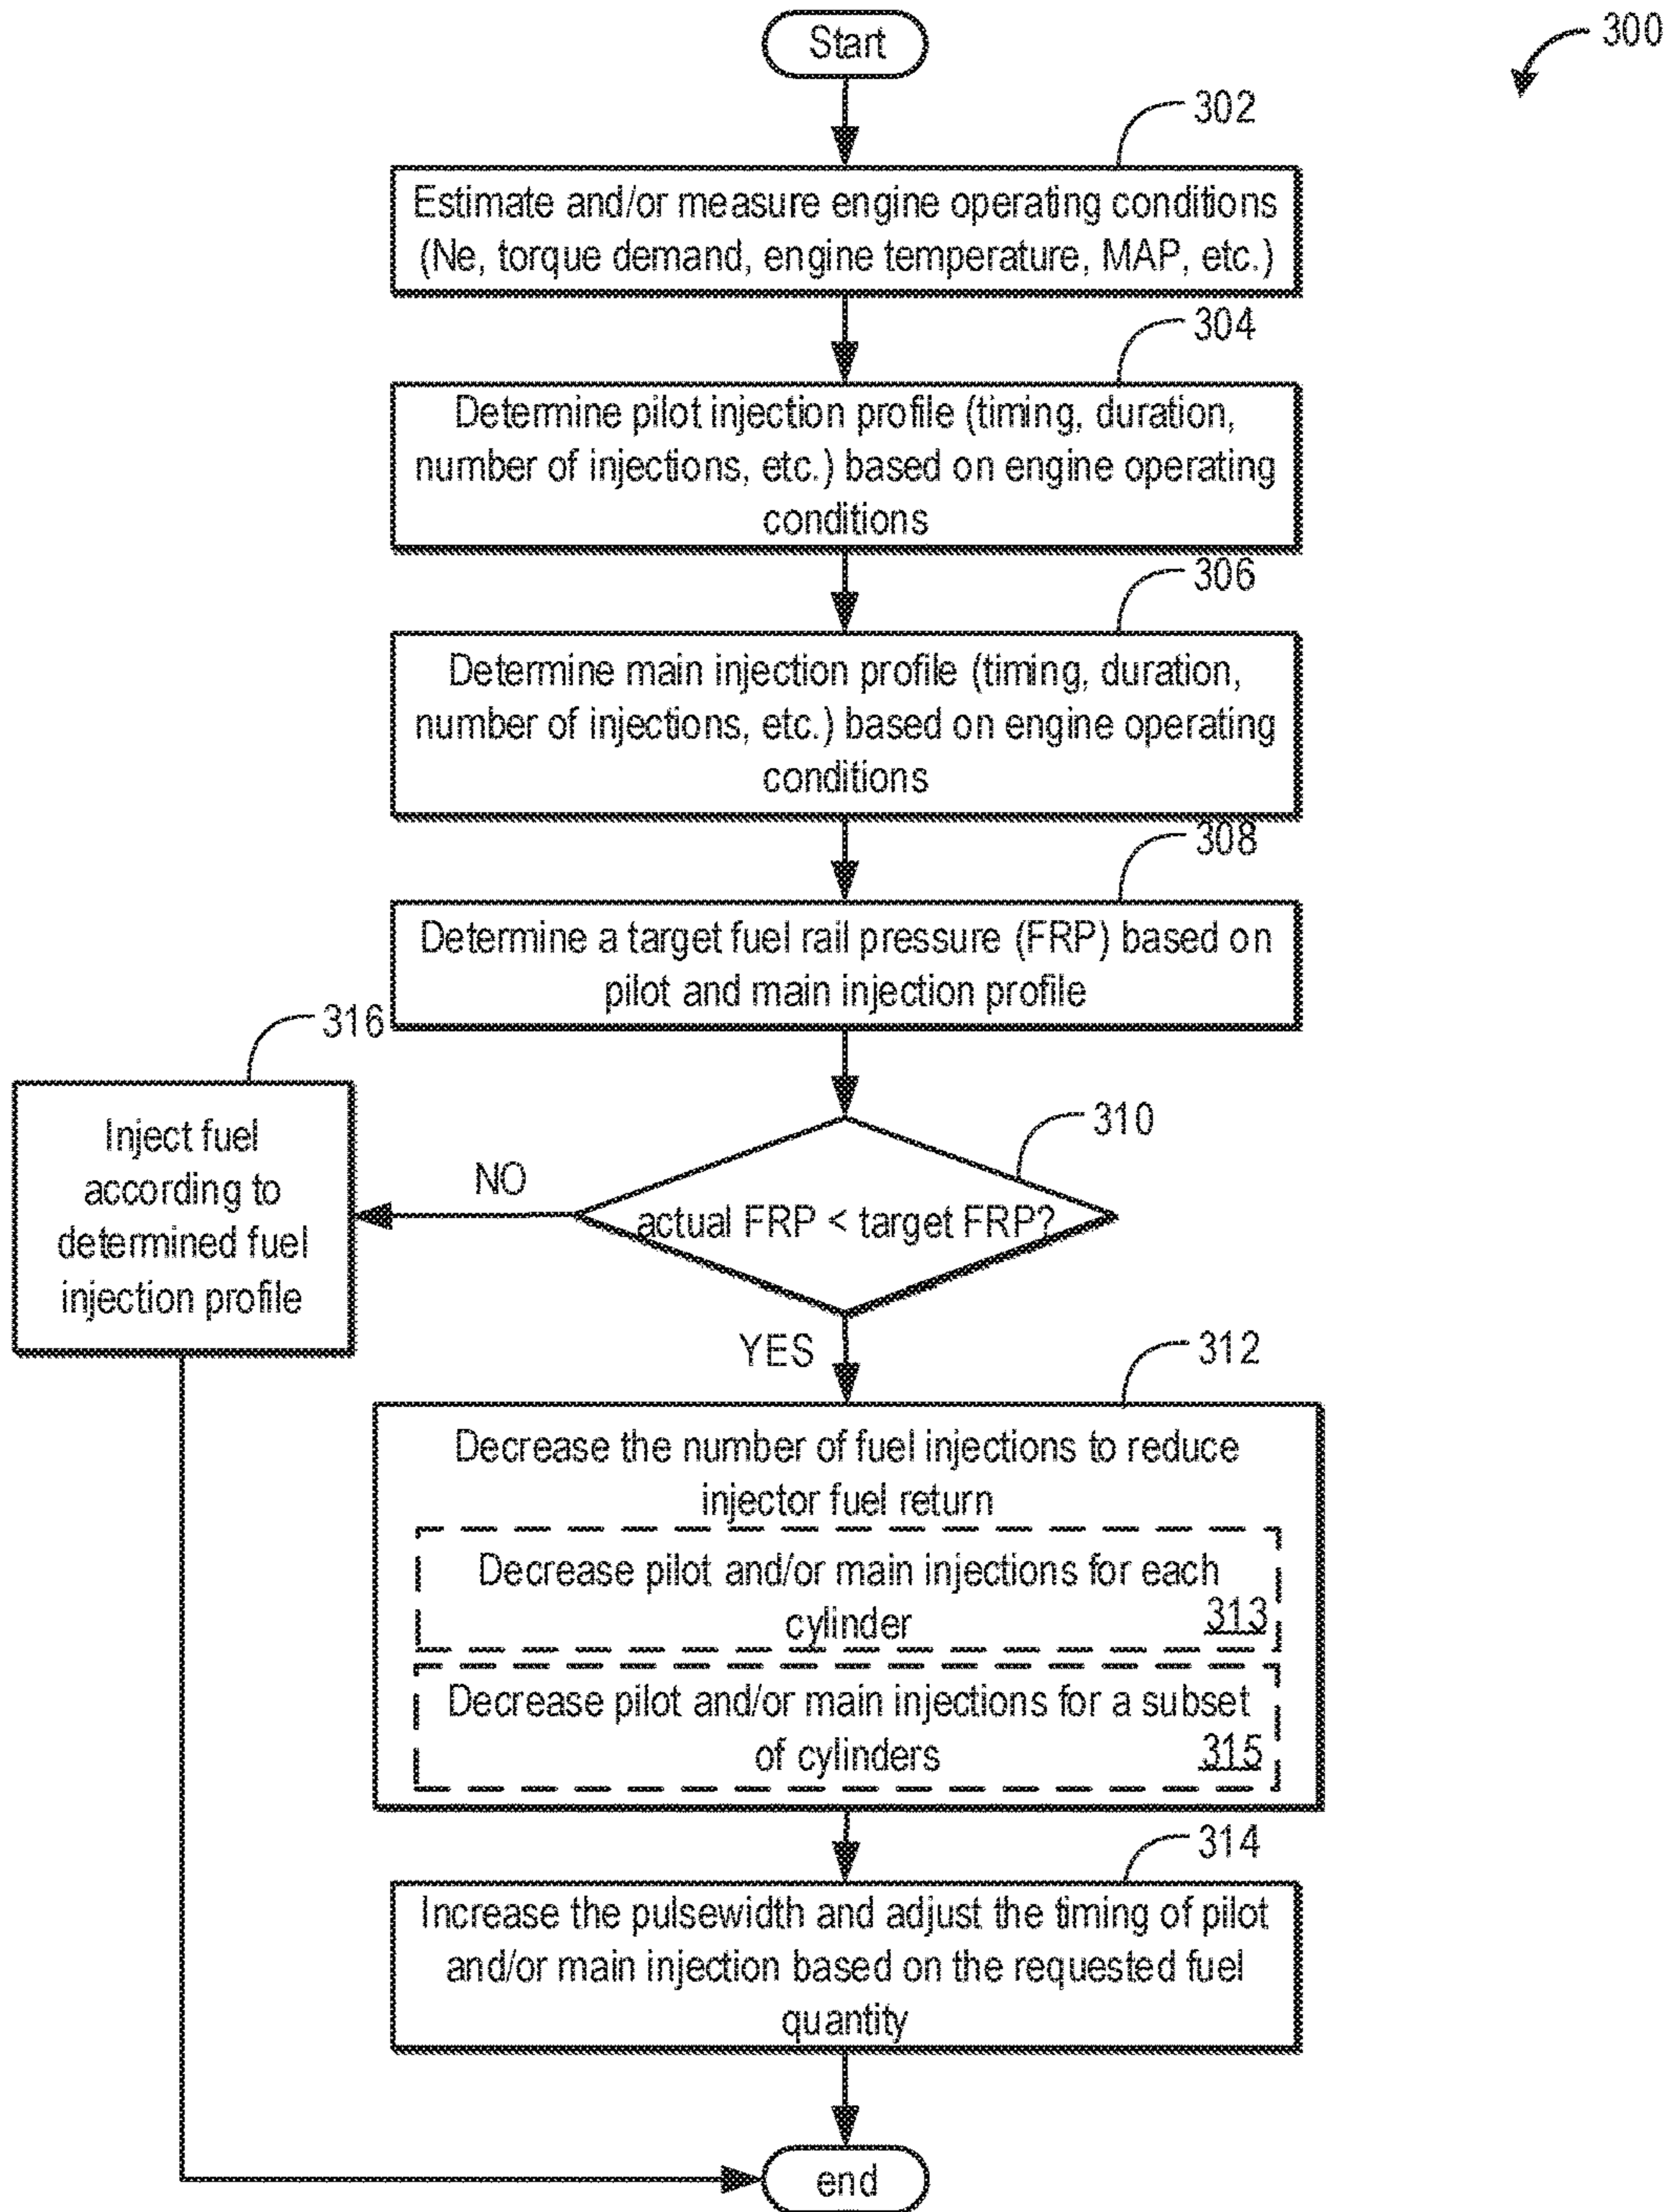 Start
300
302
Estimate and/or measure engine operating conditions
(Ne, torque demand, engine temperature, MAP, etc.)
304
Determine pilot injection profile (timing, duration,
number of injections, etc.) based on engine operating
conditions
306
Determine main injection profile (timing, duration,
number of injections, etc.) based on engine operating
conditions
308
Determine a target fuel rail pressure (FRP) based on
pilot and main injection profile
316
Inject fuel
according to
determined fuel
injection profile
310
NO
actual FRP < target FRP?
YES
312
Decrease the number of fuel injections to reduce
injector fuel return
Decrease pilot and/or main injections for each
cylinder 313
Decrease pilot and/or main injections for a subset
of cylinders 315
314
Increase the pulsewidth and adjust the timing of pilot
and/or main injection based on the requested fuel
quantity
end